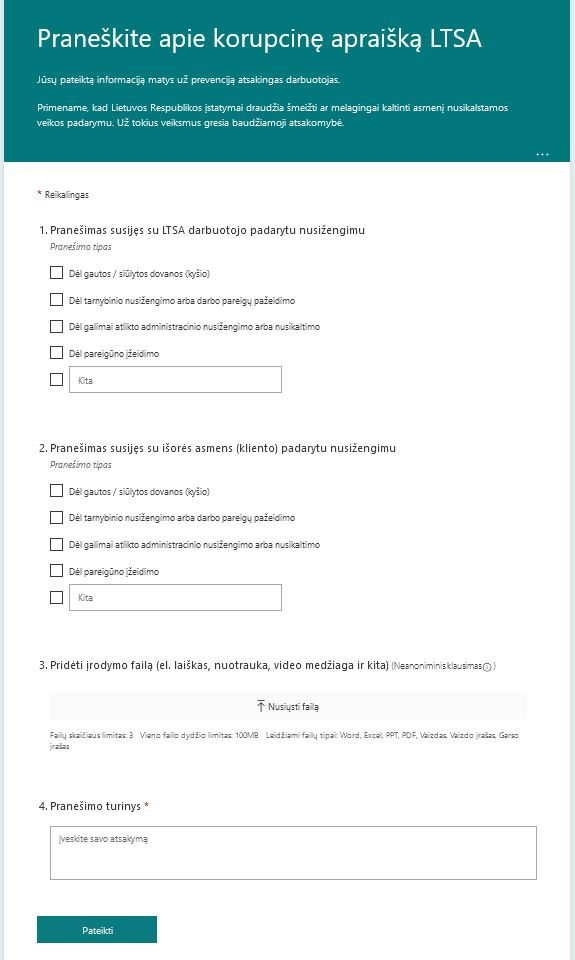 Praneškite apie korupcinę apraišką LTSA
Jūsų pateiktą informaciją matys už prevenciją atsakingas darbuotojas.
Primename, kad Lietuvos Respublikos įstatymai draudžia šmeižti ar melagingai kaltinti asmenį nusikalstamos
veikos padarymu. Už tokius veiksmus gresia baudžiamoji atsakomybė.
...
* Reikalingas
1. Pranešimas susijęs su LTSA darbuotojo padarytu nusižengimu
Pranešimo tipas
Dėl gautos / siūlytos dovanos (kyšio)
Dėl tarnybinio nusižengimo arba darbo pareigų pažeidimo
Dėl galimai atlikto administracinio nusižengimo arba nusikaltimo
Dėl pareigūno įžeidimo
Kita
2. Pranešimas susijęs su išorės asmens (kliento) padarytu nusižengimu
Pranešimo tipas
Dėl gautos / siūlytos dovanos (kyšio)
Dėl tarnybinio nusižengimo arba darbo pareigų pažeidimo
Dėl galimai atlikto administracinio nusižengimo arba nusikaltimo
Dėl pareigūno įžeidimo
Kita
3. Pridėti įrodymo failą (el. laiškas, nuotrauka, video medžiaga ir kita) (Neanoniminis klausimas)
Nusiųsti failą
Failų skaičiaus limitas: 3 Vieno failo dydžio limitas: 100MB Leidžiami failų tipai: Word, Excel, PPT, PDF, Vaizdas, Vaizdo įrašas, Garso
įrašas
4. Pranešimo turinys *
Įveskite savo atsakymą
Pateikti